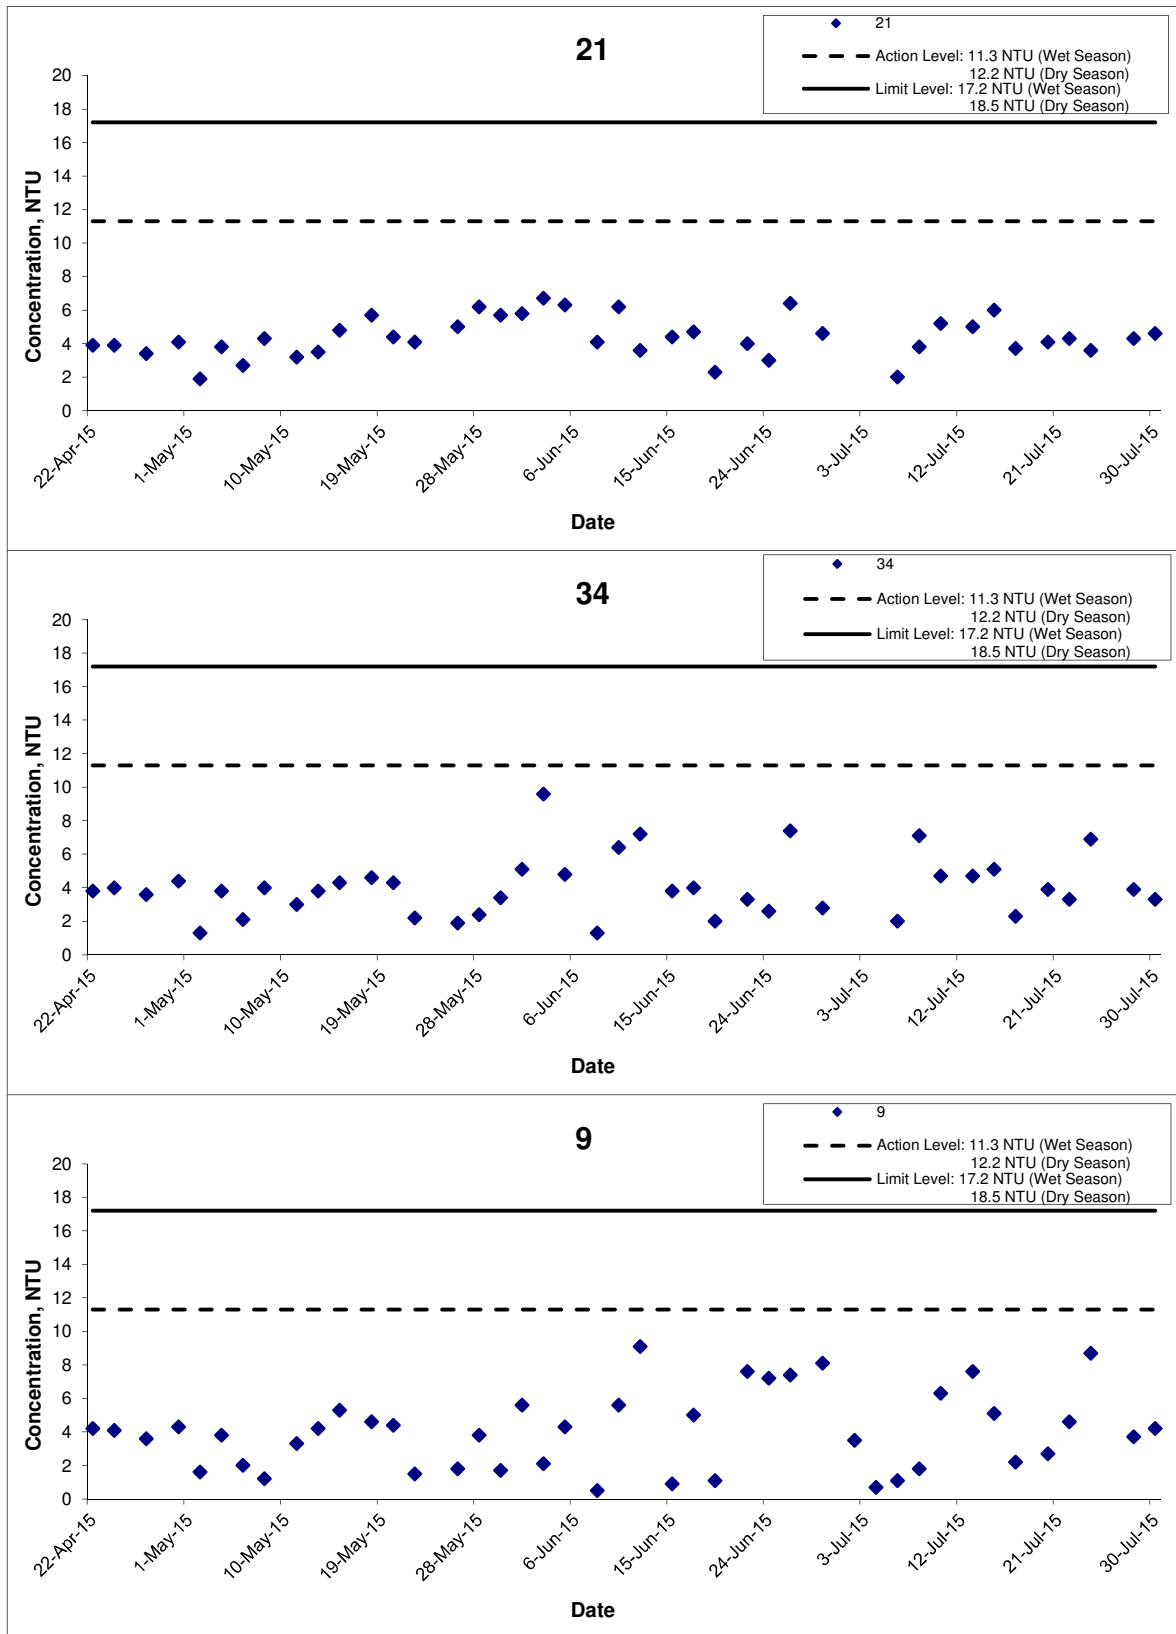 21
21
Action Level: 11.3 NTU (Wet Season)
12.2 NTU (Dry Season)
Limit Level: 17.2 NTU (Wet Season)
18.5 NTU (Dry Season)
Concentration, NTU
20
18
16
14
12
10
8
6
4
2
0
22-Apr-15
1-May-15
10-May-15
19-May-15
28-May-15
6-Jun-15
15-Jun-15
24-Jun-15
3-Jul-15
12-Jul-15
21-Jul-15
30-Jul-15
Date
34
34
Action Level: 11.3 NTU (Wet Season)
12.2 NTU (Dry Season)
Limit Level: 17.2 NTU (Wet Season)
18.5 NTU (Dry Season)
Concentration, NTU
20
18
16
14
12
10
8
6
4
2
0
22-Apr-15
1-May-15
10-May-15
19-May-15
28-May-15
6-Jun-15
15-Jun-15
24-Jun-15
3-Jul-15
12-Jul-15
21-Jul-15
30-Jul-15
Date
9
9
Action Level: 11.3 NTU (Wet Season)
12.2 NTU (Dry Season)
Limit Level: 17.2 NTU (Wet Season)
18.5 NTU (Dry Season)
Concentration, NTU
20
18
16
14
12
10
8
6
4
2
0
22-Apr-15
1-May-15
10-May-15
19-May-15
28-May-15
6-Jun-15
15-Jun-15
24-Jun-15
3-Jul-15
12-Jul-15
21-Jul-15
30-Jul-15
Date